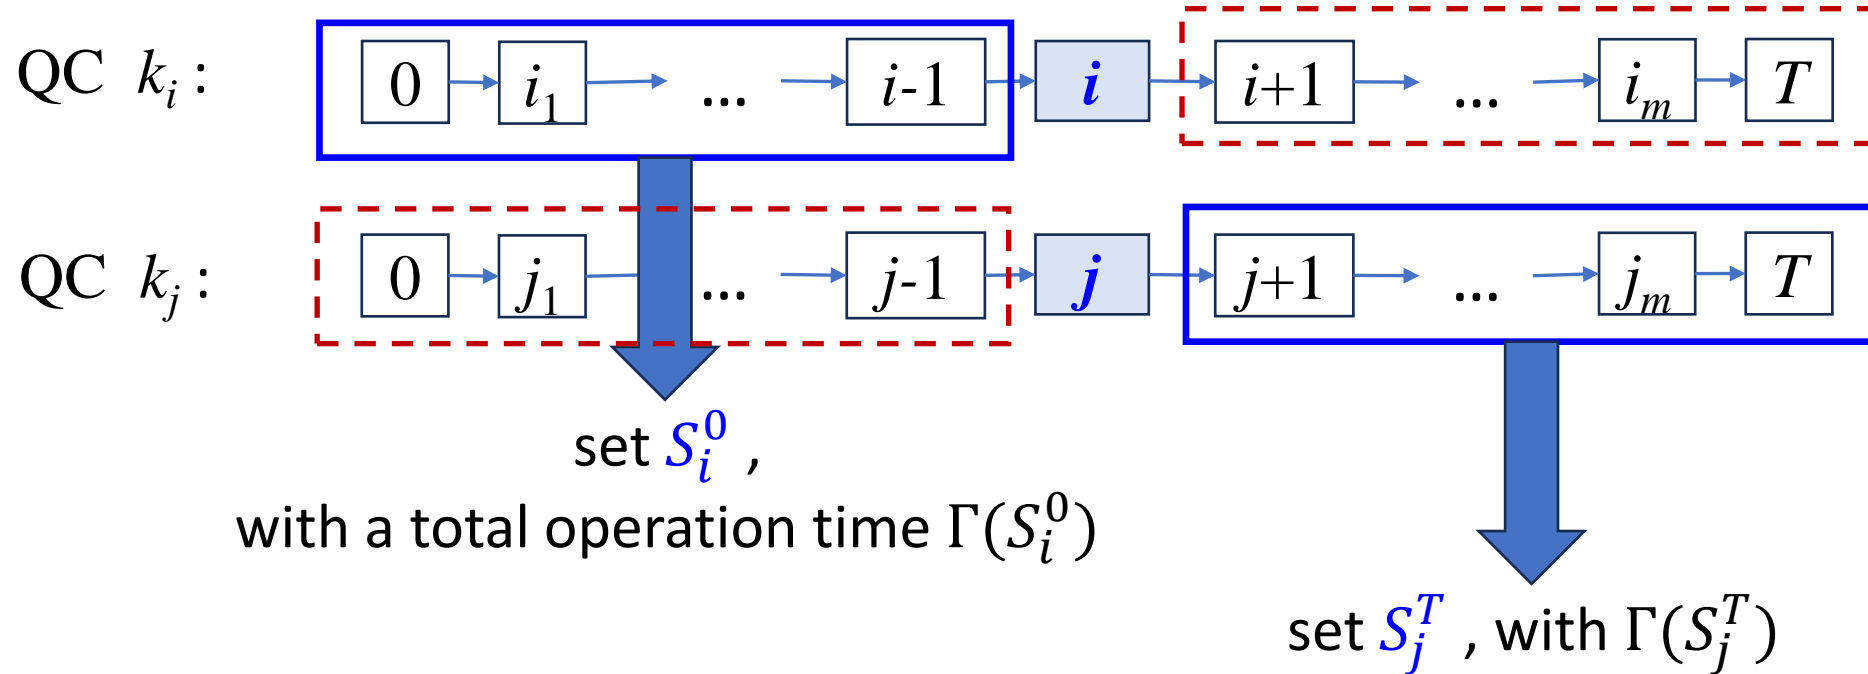 QC k_i : 0 i_1 ... i-1 i i+1 ... i_m T
QC k_j : 0 j_1 ... j-1 j j+1 ... j_m T
set S_i^0 ,
with a total operation time Γ(S_i^0)
set S_j^T , with Γ(S_j^T)